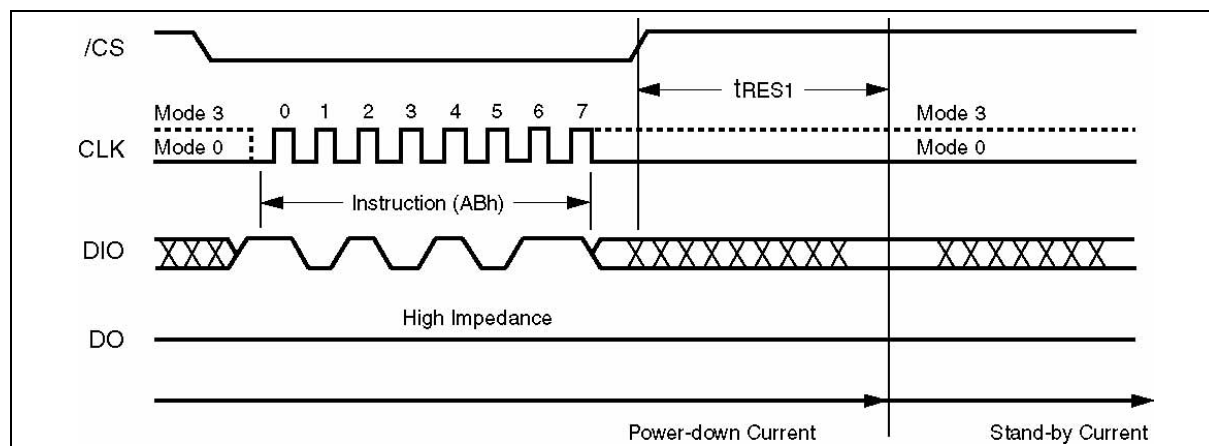 /CS
tRES1
Mode 3 0 1 2 3 4 5 6 7 Mode 3
CLK Mode 0 Mode 0
Instruction (ABh)
DIO
High Impedance
DO
Power-down Current Stand-by Current